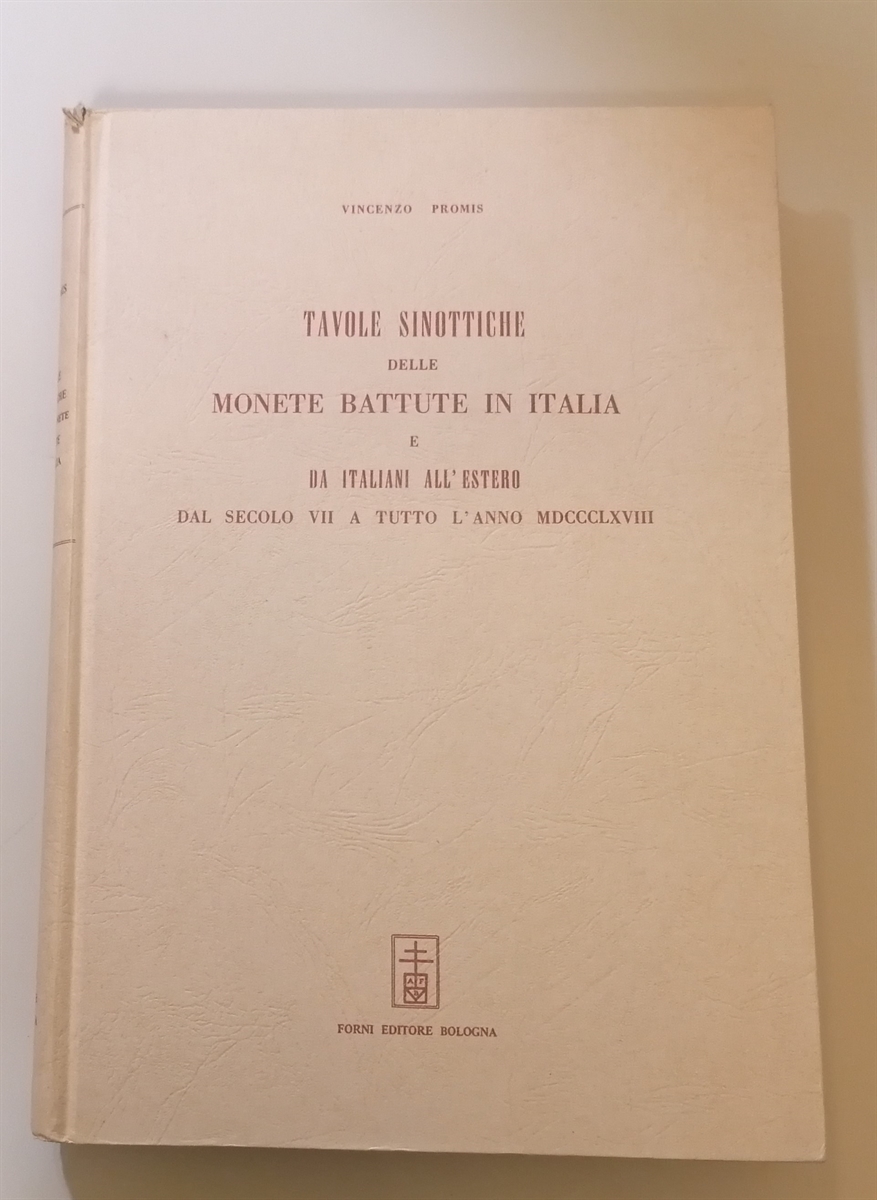 VINCENZO PROMIS
TAVOLE SINOTTICHE
DELLE
MONETE BATTUTE IN ITALIA
E
DA ITALIANI ALL'ESTERO
DAL SECOLO VII A TUTTO L'ANNO MDCCCLXVIII
FORNI EDITORE BOLOGNA